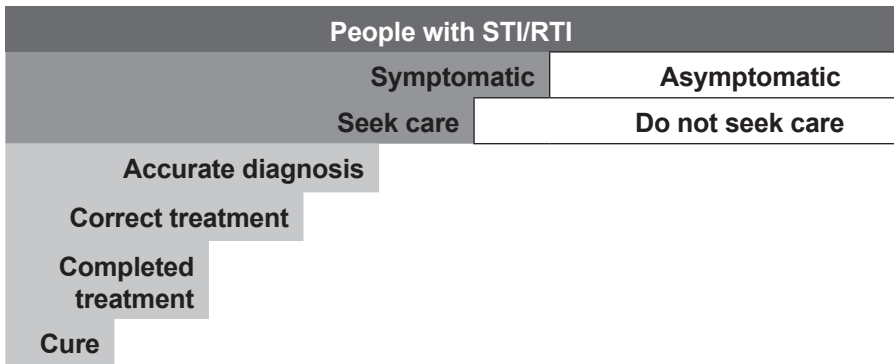 People with STI/RTI
Symptomatic Asymptomatic
Seek care Do not seek care
Accurate diagnosis
Correct treatment
Completed
treatment
Cure